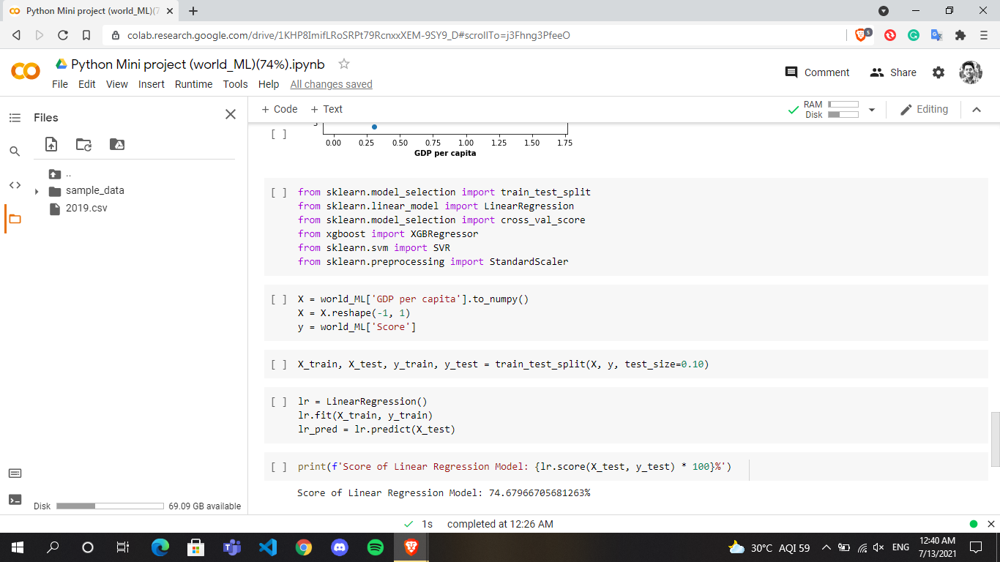 Python Mini project (world_ML)(7
colab.research.google.com/drive/1KHP8ImifLRoSRPt79RcnxxXEM-9SY9_D#scrollTo=j3Fhng3PfeeO
5
Python Mini project (world_ML)(74%).ipynb
Comment
Share
File Edit View Insert Runtime Tools Help All changes saved
Files
+ Code + Text
RAM
Disk
Editing
..
sample_data
2019.csv
[ ]
3
0.00 0.25 0.50 0.75 1.00 1.25 1.50 1.75
GDP per capita
[ ] from sklearn.model_selection import train_test_split
from sklearn.linear_model import LinearRegression
from sklearn.model_selection import cross_val_score
from xgboost import XGBRegressor
from sklearn.svm import SVR
from sklearn.preprocessing import StandardScaler
[ ] X = world_ML['GDP per capita'].to_numpy()
X = X.reshape(-1, 1)
y = world_ML['Score']
[ ] X_train, X_test, y_train, y_test = train_test_split(X, y, test_size=0.10)
[ ] lr = LinearRegression()
lr.fit(X_train, y_train)
lr_pred = lr.predict(X_test)
[ ] print(f'Score of Linear Regression Model: {lr.score(X_test, y_test) * 100}%')
Score of Linear Regression Model: 74.67966705681263%
Disk 69.09 GB available
1s completed at 12:26 AM
30°C AQI 59
ENG
12:40 AM
7/13/2021